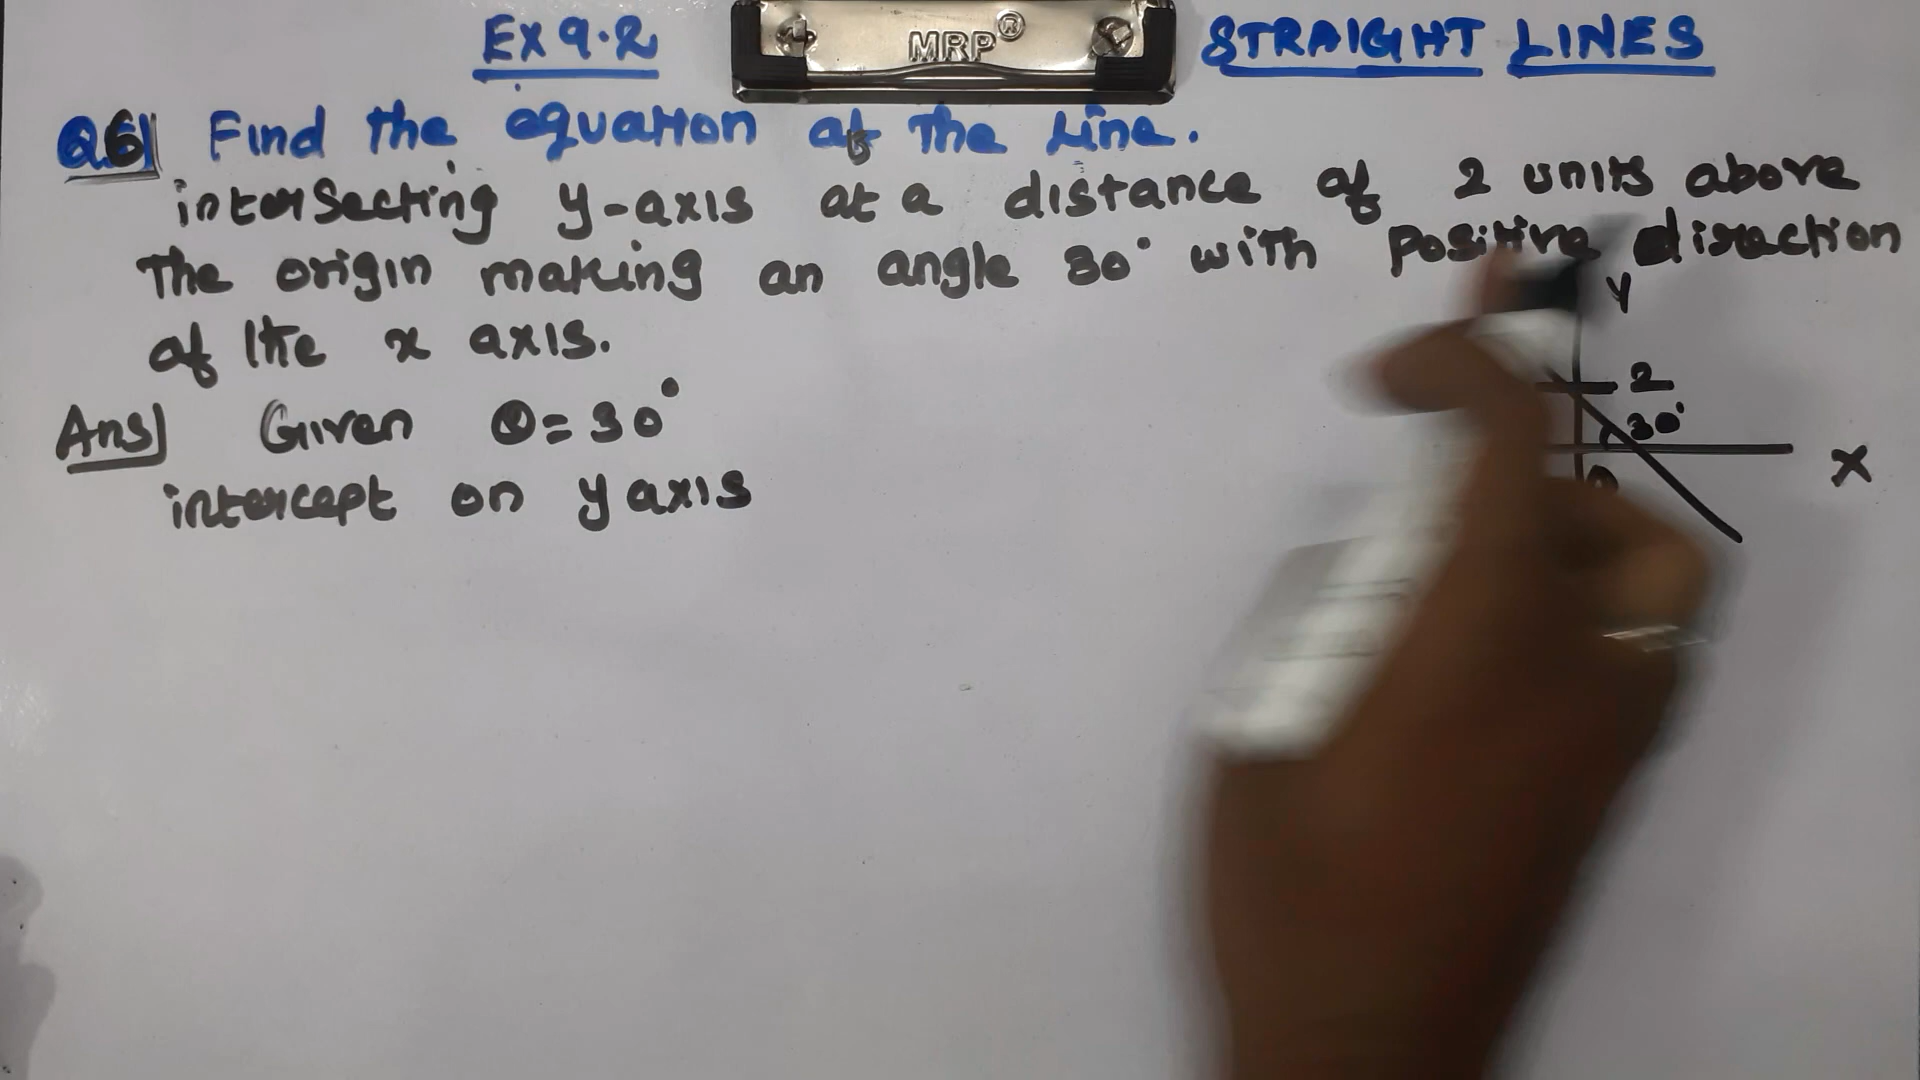 Ex 9.2
MRP®
STRAIGHT LINES
Q.6) Find the equation of the line.
intersecting y-axis at a distance of 2 units above
the origin making an angle 30° with positive direction
of the x axis.
Ans) Given θ = 30°
intercept on y axis
Y
2
30°
X